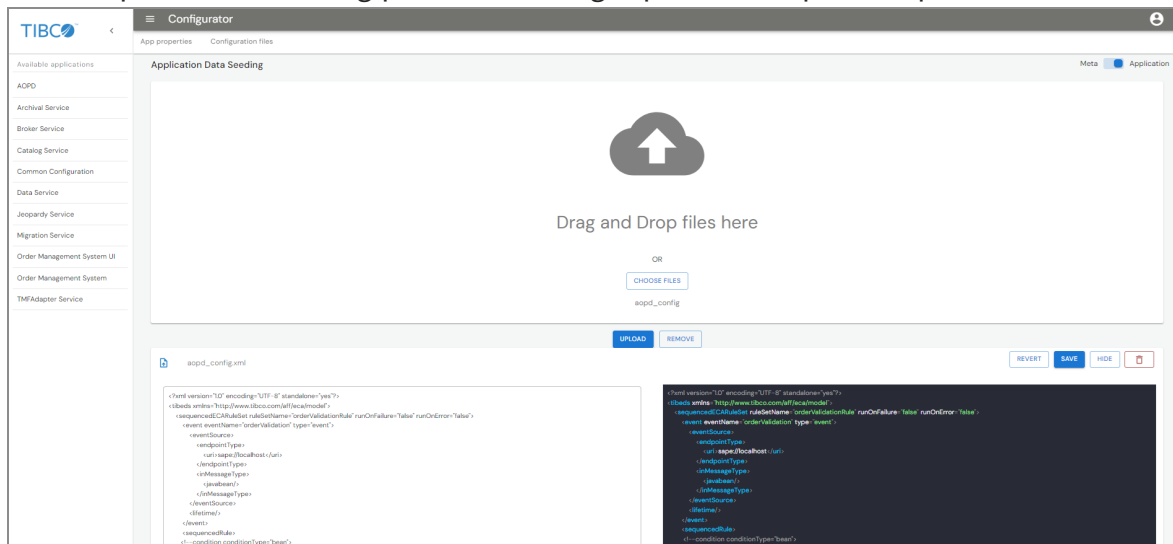 TIBCO
Configurator
App properties Configuration files
Available applications
AOPD
Archival Service
Broker Service
Catalog Service
Common Configuration
Data Service
Jeopardy Service
Migration Service
Order Management System UI
Order Management System
TMFAdapter Service
Application Data Seeding
Meta Application
Drag and Drop files here
OR
CHOOSE FILES
aopd_config
UPLOAD REMOVE
aopd_config.xml
REVERT SAVE HIDE
<?xml version="1.0" encoding="UTF-8" standalone="yes"?>
<tibeds xmlns="http://www.tibco.com/aff/eca/model">
<sequencedECARuleSet ruleSetName="orderValidationRule" runOnFailure="false" runOnError="false">
<event eventName="orderValidation" type="event">
<eventSource>
<endpointType>
<uri>sape://localhost</uri>
</endpointType>
<inMessageType>
<javabean/>
</inMessageType>
</eventSource>
<lifetime/>
</event>
<sequencedRule>
<!--condition conditionType="bean">
<?xml version="1.0" encoding="UTF-8" standalone="yes"?>
<tibeds xmlns="http://www.tibco.com/aff/eca/model">
<sequencedECARuleSet ruleSetName="orderValidationRule" runOnFailure="false" runOnError="false">
<event eventName="orderValidation" type="event">
<eventSource>
<endpointType>
<uri>sape://localhost</uri>
</endpointType>
<inMessageType>
<javabean/>
</inMessageType>
</eventSource>
<lifetime/>
</event>
<sequencedRule>
<!--condition conditionType="bean">